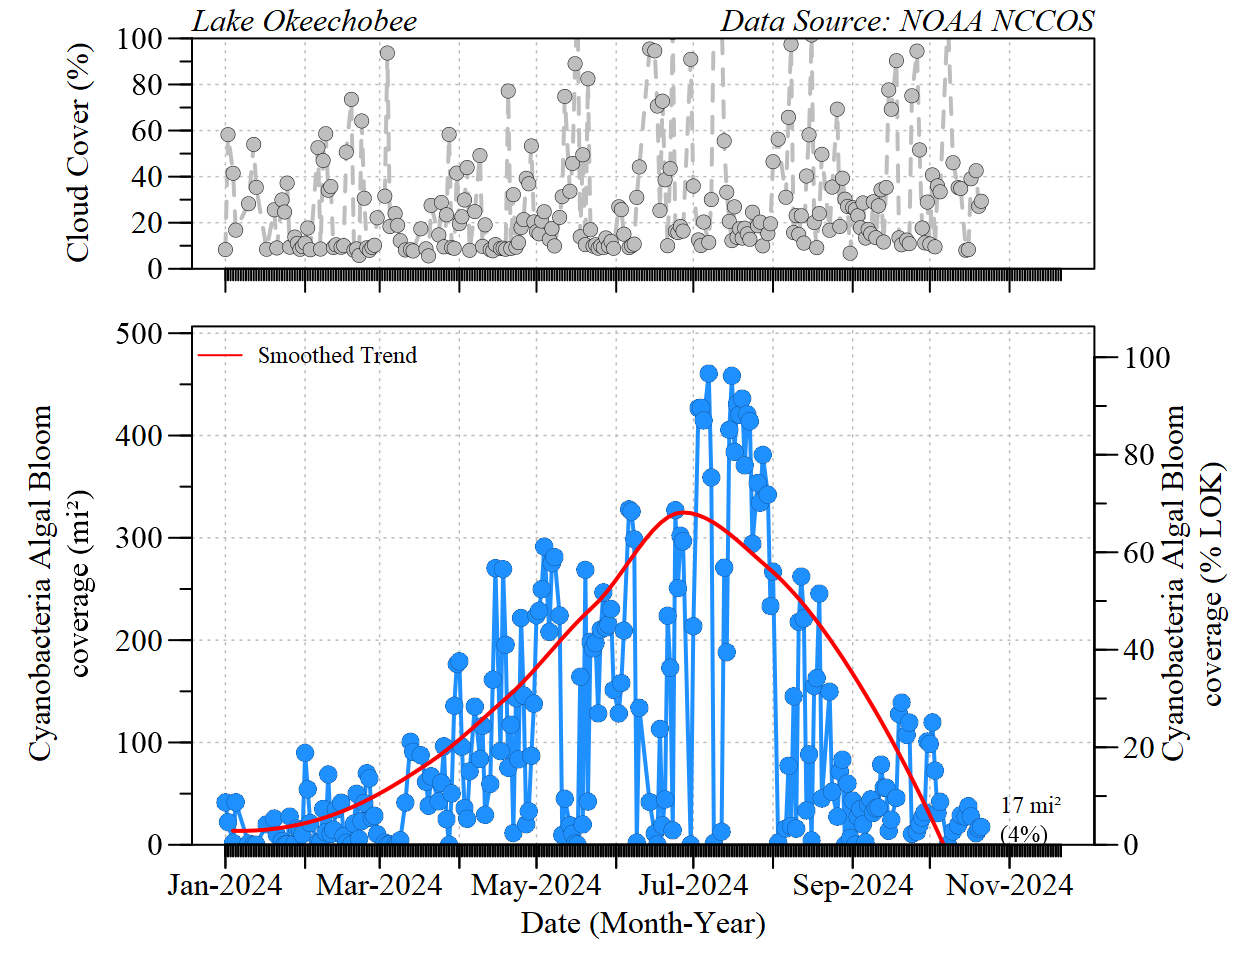 Lake Okeechobee
Data Source: NOAA NCCOS
Cloud Cover (%)
100
80
60
40
20
0
Cyanobacteria Algal Bloom
coverage (mi²)
500
400
300
200
100
0
Smoothed Trend
17 mi²
(4%)
100
80
60
40
20
0
Cyanobacteria Algal Bloom
coverage (% LOK)
Jan-2024 Mar-2024 May-2024 Jul-2024 Sep-2024 Nov-2024
Date (Month-Year)